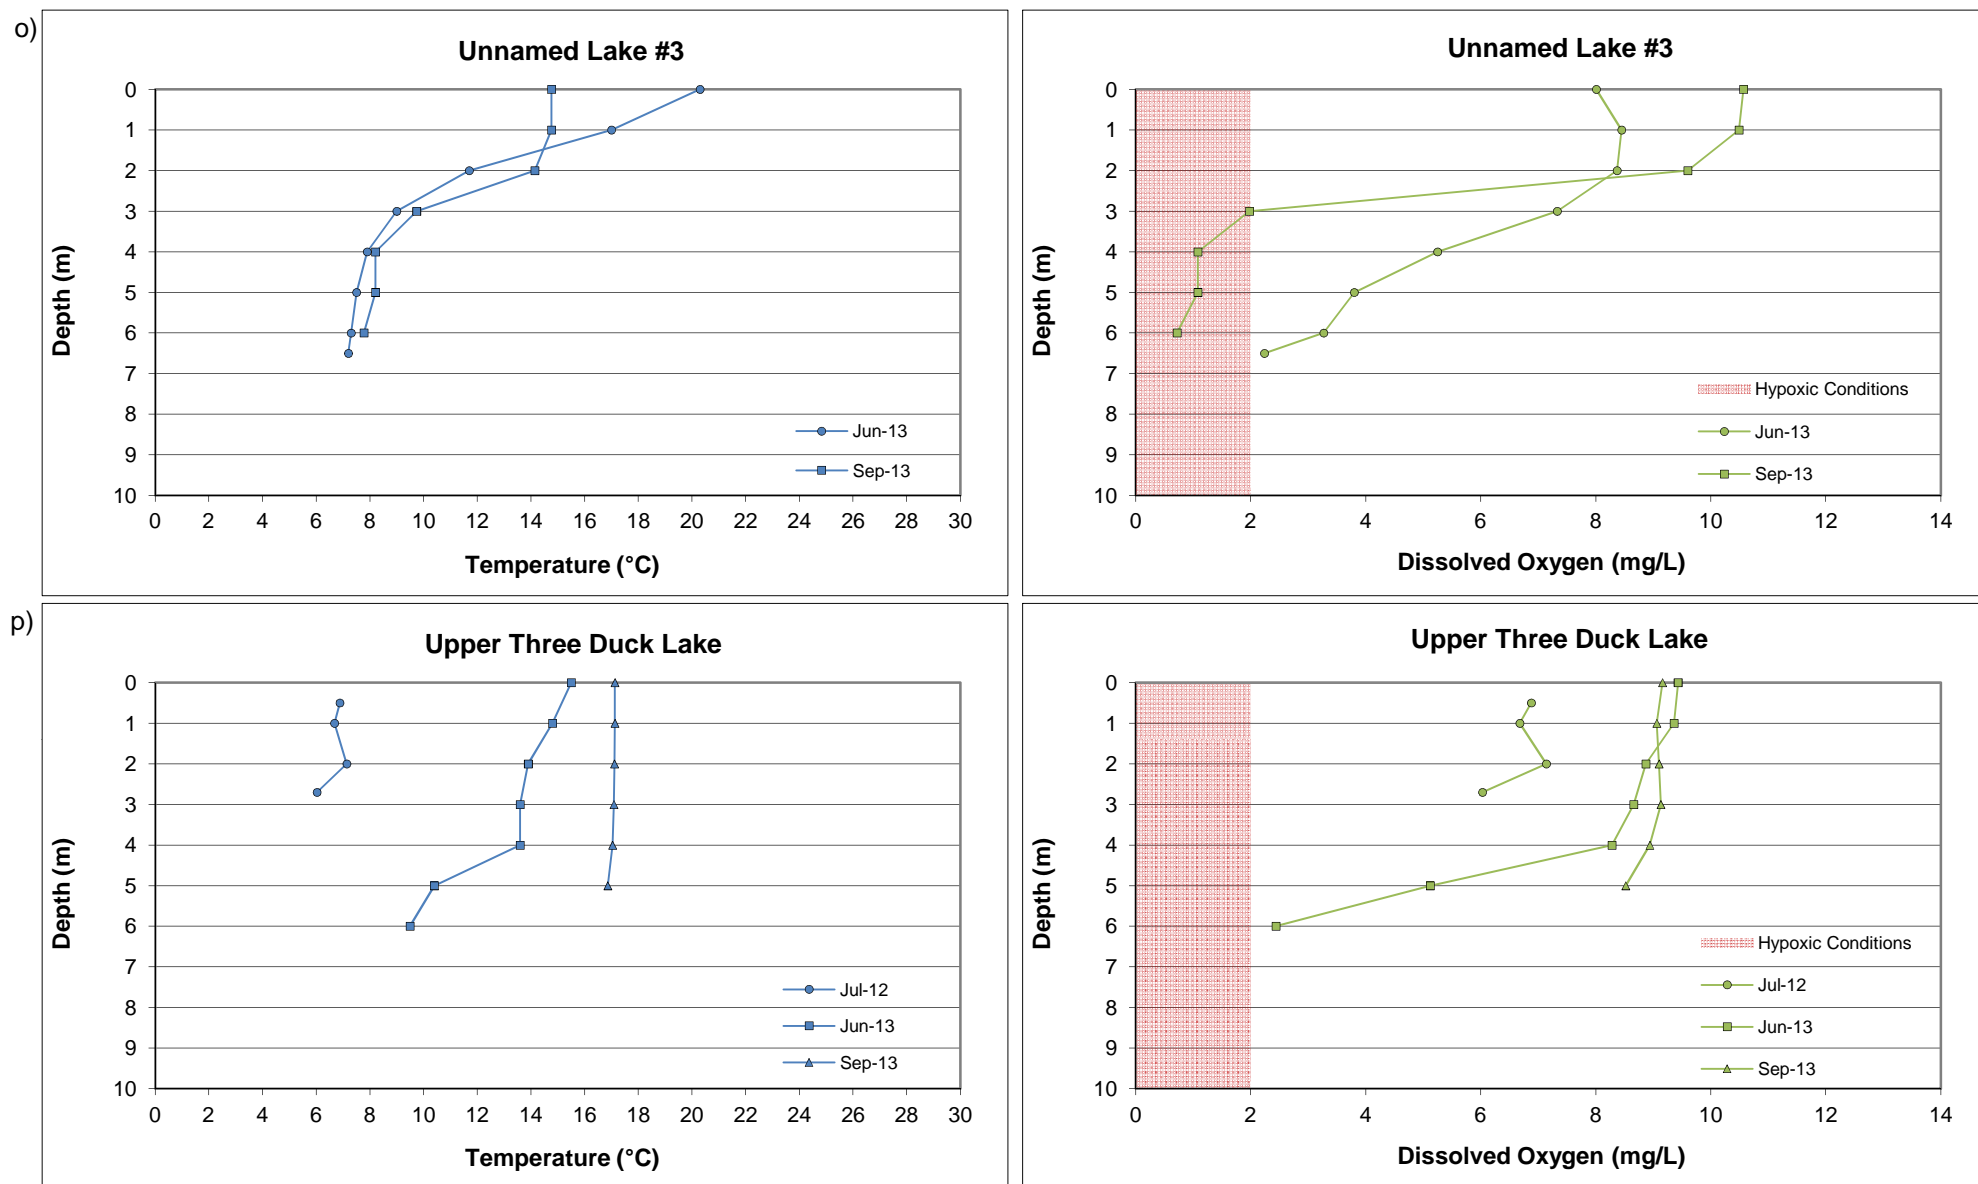 o)
Unnamed Lake #3
0
1
2
3
4
5
6
7
8
9
10
Depth (m)
Jun-13
Sep-13
0 2 4 6 8 10 12 14 16 18 20 22 24 26 28 30
Temperature (°C)
Unnamed Lake #3
0
1
2
3
4
5
6
7
8
9
10
Depth (m)
Hypoxic Conditions
Jun-13
Sep-13
0 2 4 6 8 10 12 14
Dissolved Oxygen (mg/L)
p)
Upper Three Duck Lake
0
1
2
3
4
5
6
7
8
9
10
Depth (m)
Jul-12
Jun-13
Sep-13
0 2 4 6 8 10 12 14 16 18 20 22 24 26 28 30
Temperature (°C)
Upper Three Duck Lake
0
1
2
3
4
5
6
7
8
9
10
Depth (m)
Hypoxic Conditions
Jul-12
Jun-13
Sep-13
0 2 4 6 8 10 12 14
Dissolved Oxygen (mg/L)